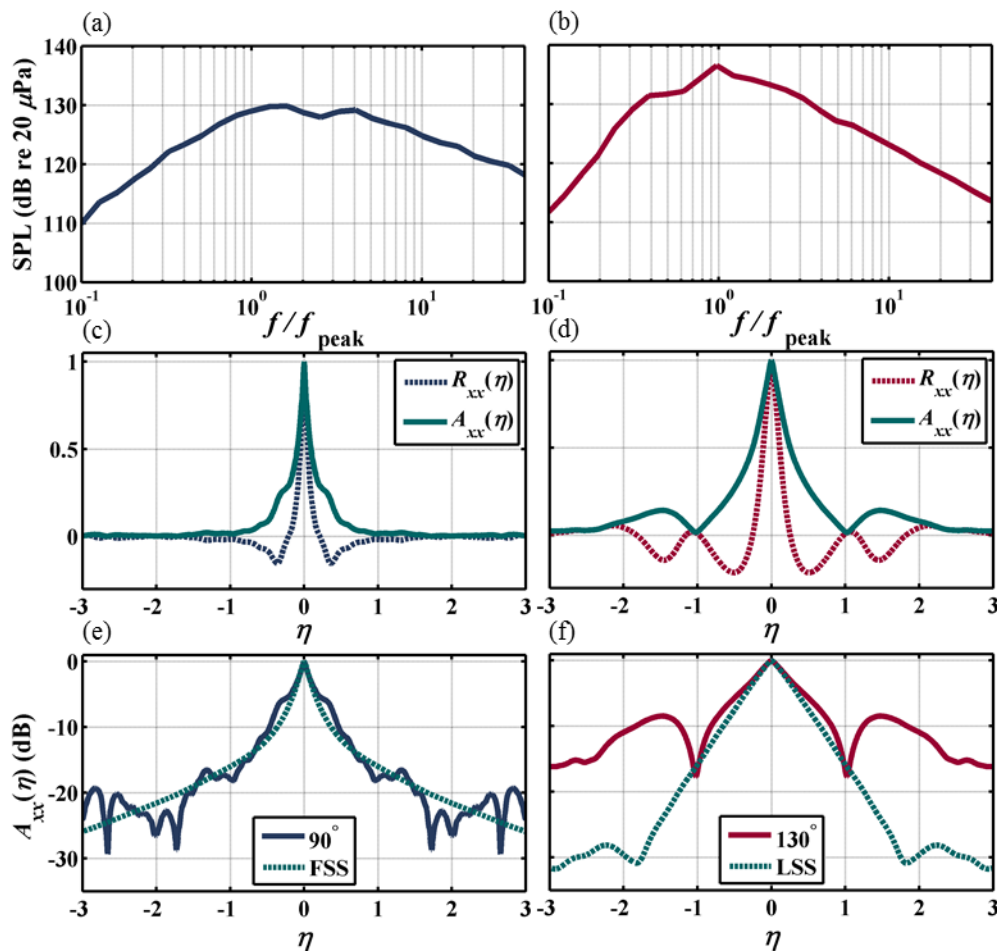 (a)
(b)
SPL (dB re 20 μPa)
140
130
120
110
100
10^-1
10^0
10^1
10^-1
10^0
10^1
f/f_peak
f/f_peak
(c)
(d)
1
0.5
0
R_xx(η)
A_xx(η)
R_xx(η)
A_xx(η)
-3 -2 -1 0 1 2 3
-3 -2 -1 0 1 2 3
η
η
(e)
(f)
A_xx(η) (dB)
0
-10
-20
-30
90°
FSS
130°
LSS
-3 -2 -1 0 1 2 3
-3 -2 -1 0 1 2 3
η
η